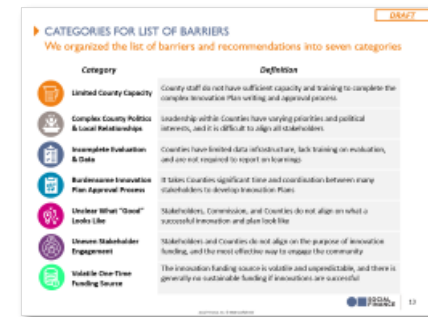 DRAFT
CATEGORIES FOR LIST OF BARRIERS
We organized the list of barriers and recommendations into seven categories
Category
Definition
Limited County Capacity
County staff do not have sufficient capacity and training to complete the
complex Innovation Plan writing and approval process.
Complex County Politics
& Local Relationships
Leadership within Counties have varying priorities and political
interests, and it is difficult to align all stakeholders
Incomplete Evaluation
& Data
Counties have limited data infrastructure, lack training on evaluation,
and are not required to report on learnings
Burdensome Innovation
Plan Approval Process
It takes Counties significant time and coordination between many
stakeholders to develop Innovation Plans
Unclear What "Good"
Looks Like
Stakeholders, Commission, and Counties do not align on what a
successful innovation and plan look like
Uneven Stakeholder
Engagement
Stakeholders and Counties do not align on the purpose of innovation
funding, and the most effective way to engage the community
Volatile One-Time
Funding Source
The innovation funding source is volatile and unpredictable, and there is
generally no sustainable funding if innovations are successful
SOCIAL
FINANCE
13